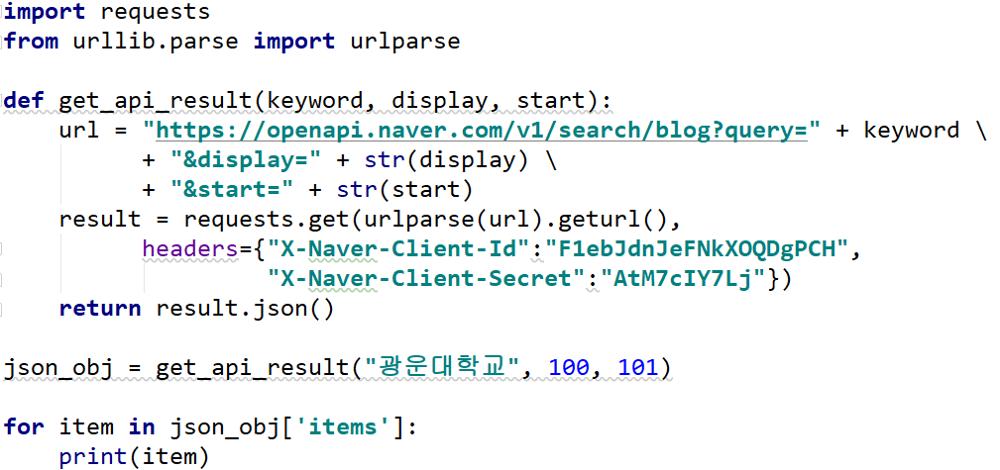 import requests
from urllib.parse import urlparse
def get_api_result(keyword, display, start):
    url = "https://openapi.naver.com/v1/search/blog?query=" + keyword \
          + "&display=" + str(display) \
          + "&start=" + str(start)
    result = requests.get(urlparse(url).geturl(),
          headers={"X-Naver-Client-Id":"F1ebJdnJeFNkXOQDgPCH",
                   "X-Naver-Client-Secret":"AtM7cIY7Lj"})
    return result.json()
json_obj = get_api_result("광운대학교", 100, 101)
for item in json_obj['items']:
    print(item)